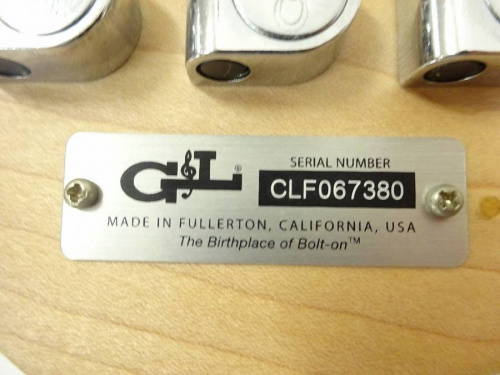 G&L®
SERIAL NUMBER
CLF067380
MADE IN FULLERTON, CALIFORNIA, USA
The Birthplace of Bolt-on™